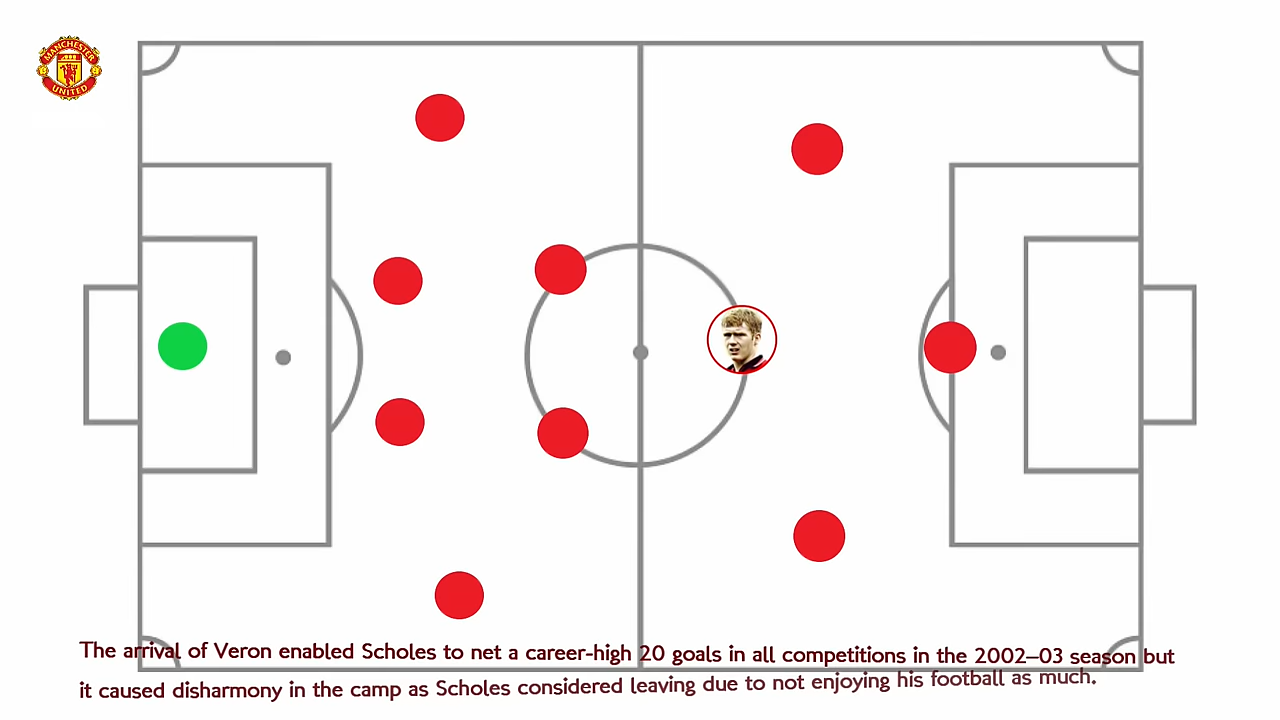 MANCHESTER
UNITED
The arrival of Veron enabled Scholes to net a career-high 20 goals in all competitions in the 2002–03 season but
it caused disharmony in the camp as Scholes considered leaving due to not enjoying his football as much.